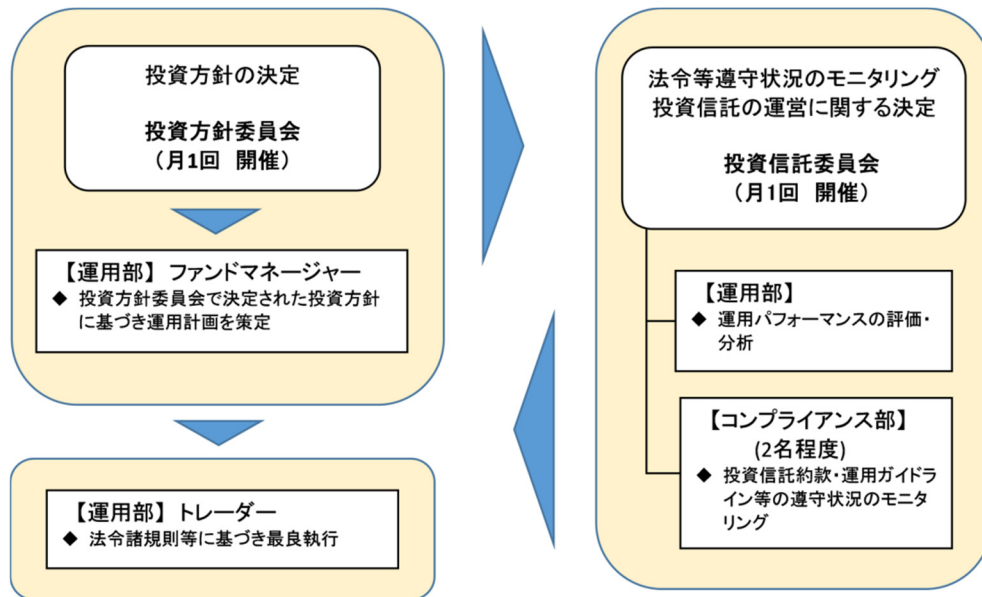 投資方針の決定
投資方針委員会
（月1回　開催）
【運用部】 ファンドマネージャー
◆ 投資方針委員会で決定された投資方針
に基づき運用計画を策定
【運用部】 トレーダー
◆ 法令諸規則等に基づき最良執行
法令等遵守状況のモニタリング
投資信託の運営に関する決定
投資信託委員会
（月1回　開催）
【運用部】
◆ 運用パフォーマンスの評価・
分析
【コンプライアンス部】
(2名程度)
◆ 投資信託約款・運用ガイドラ
イン等の遵守状況のモニタ
リング